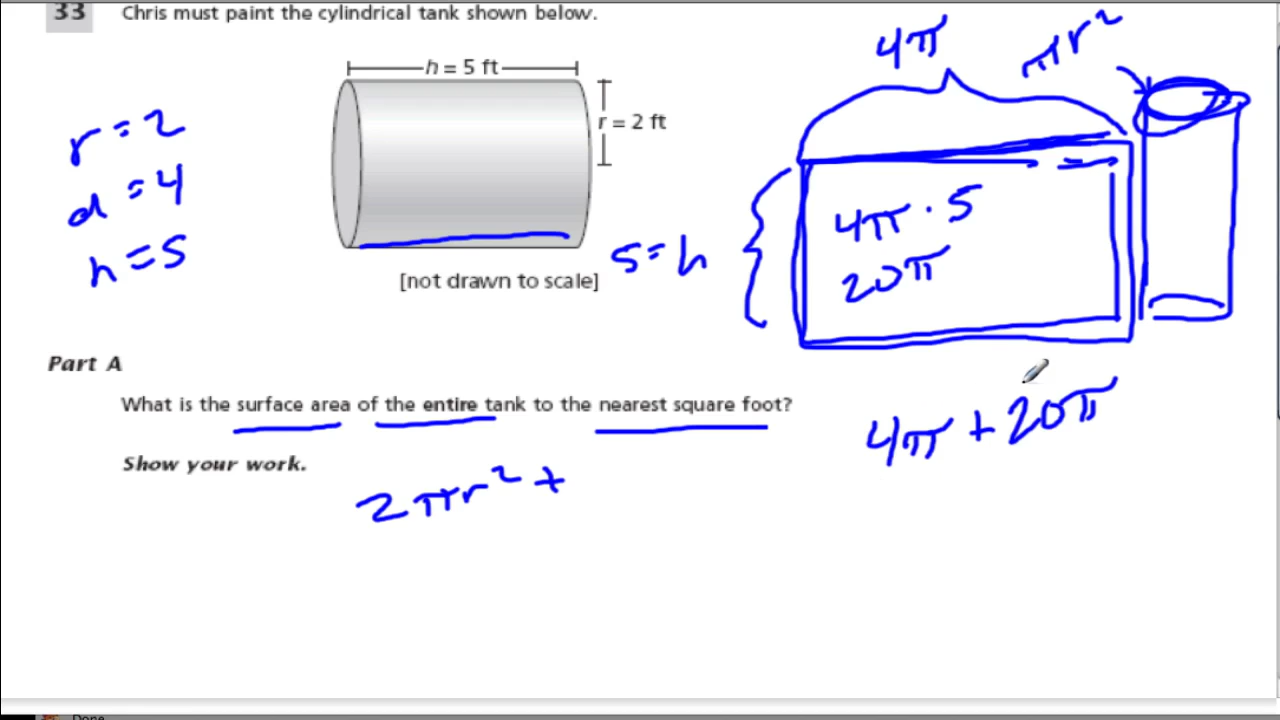 33 Chris must paint the cylindrical tank shown below.
4π
πr²
h = 5 ft
r = 2 ft
r = 2
d = 4
h = 5
4π · 5
20π
5 = h
[not drawn to scale]
Part A
What is the surface area of the entire tank to the nearest square foot?
4π + 20π
Show your work.
2πr² +
Done